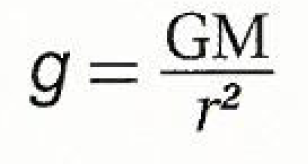 g = GM/r²